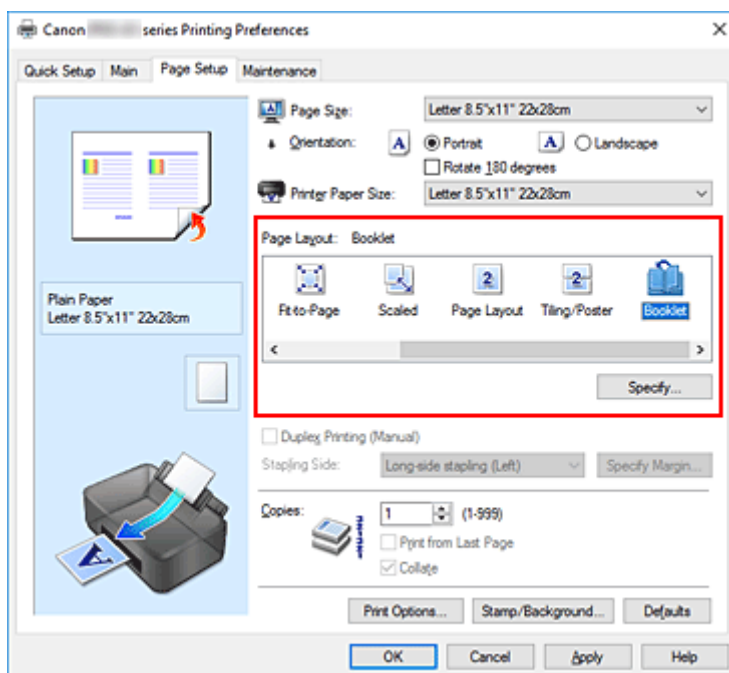 Canon series Printing Preferences
Quick Setup Main Page Setup Maintenance
Page Size: Letter 8.5"x11" 22x28cm
Orientation: A Portrait A Landscape
Rotate 180 degrees
Printer Paper Size: Letter 8.5"x11" 22x28cm
Page Layout: Booklet
Fit-to-Page Scaled Page Layout Tiling/Poster Booklet
Specify...
Plain Paper
Letter 8.5"x11" 22x28cm
Duplex Printing (Manual)
Stapling Side: Long-side stapling (Left) Specify Margin...
Copies: 1 (1-999)
Print from Last Page
Collate
Print Options... Stamp/Background... Defaults
OK Cancel Apply Help